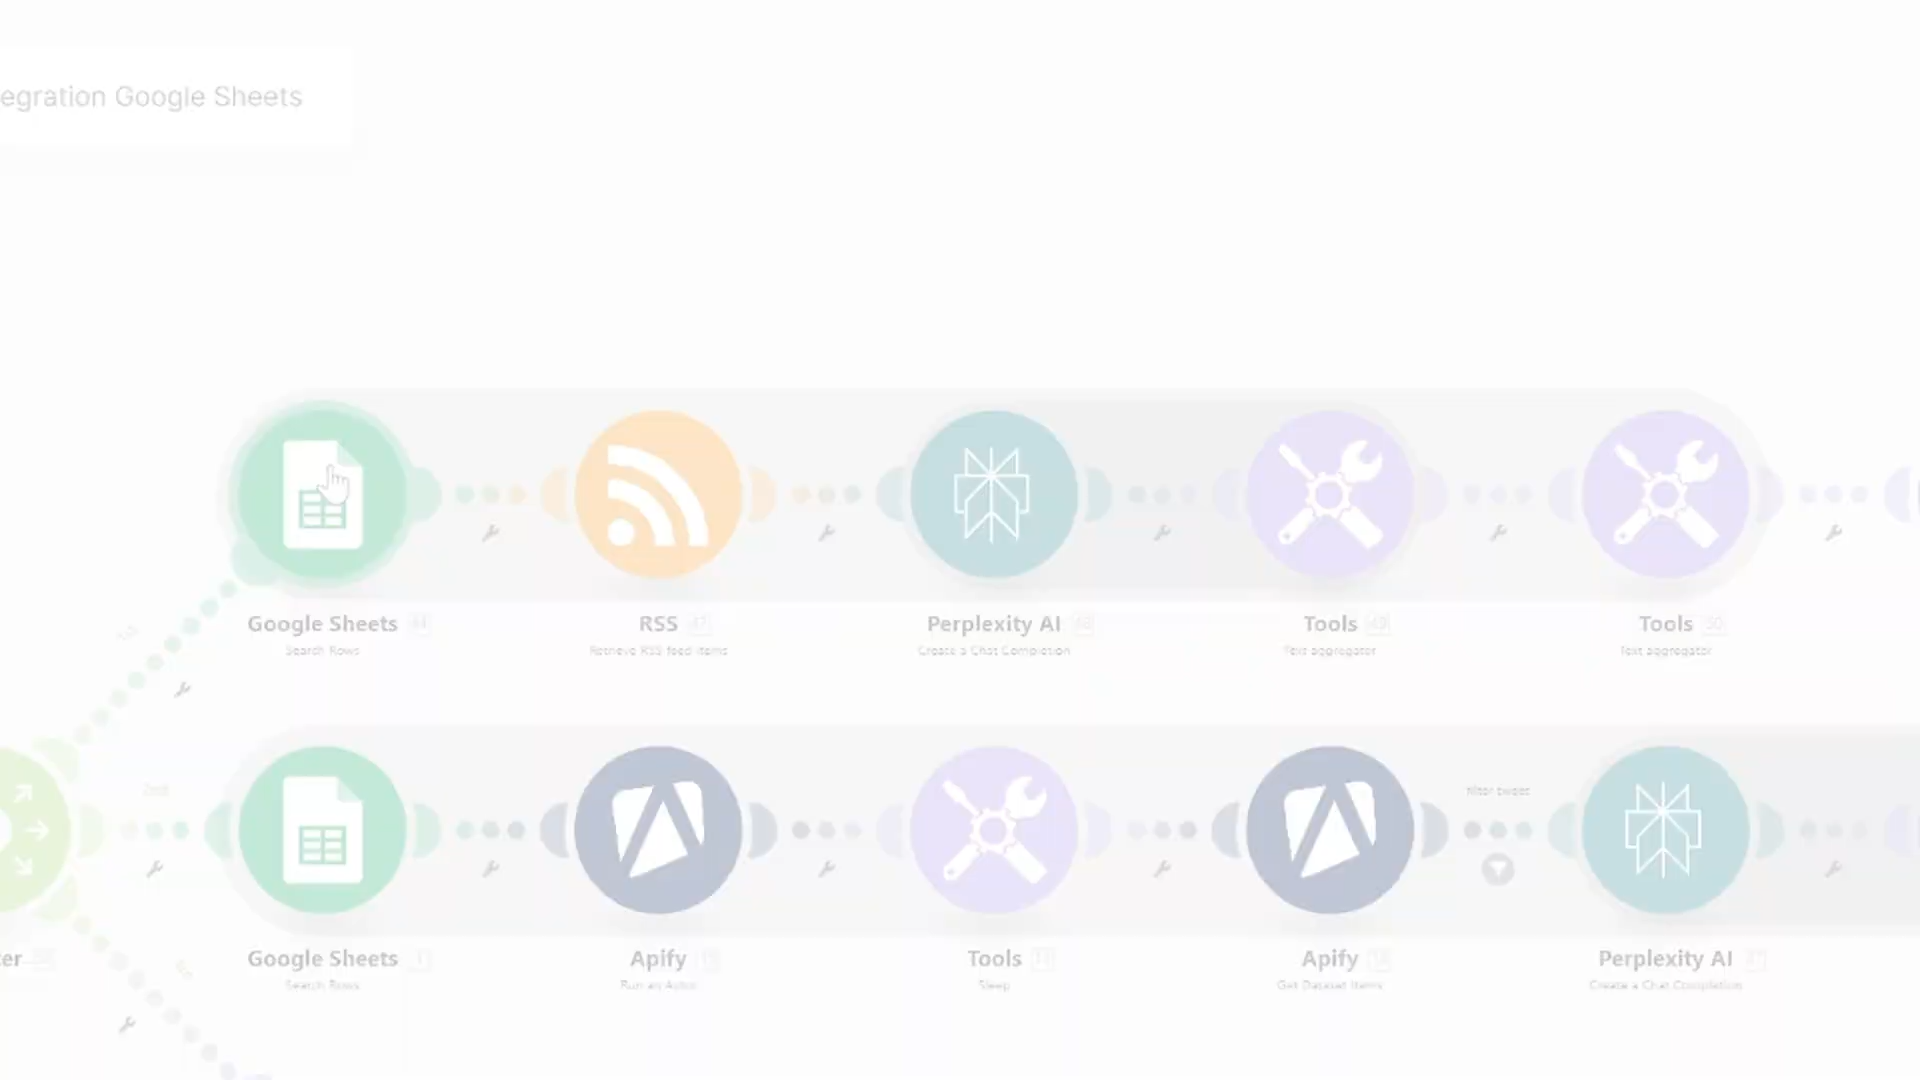 egration Google Sheets
Google Sheets
Search Rows
RSS 47
Retrieve RSS feed items
Perplexity AI
Create a Chat Completion
Tools
Text aggregator
Tools
Text aggregator
Google Sheets
Search Rows
Apify
Run an Actor
Tools
Sleep
Apify
Get Dataset Items
Perplexity AI
Create a Chat Completion
ter